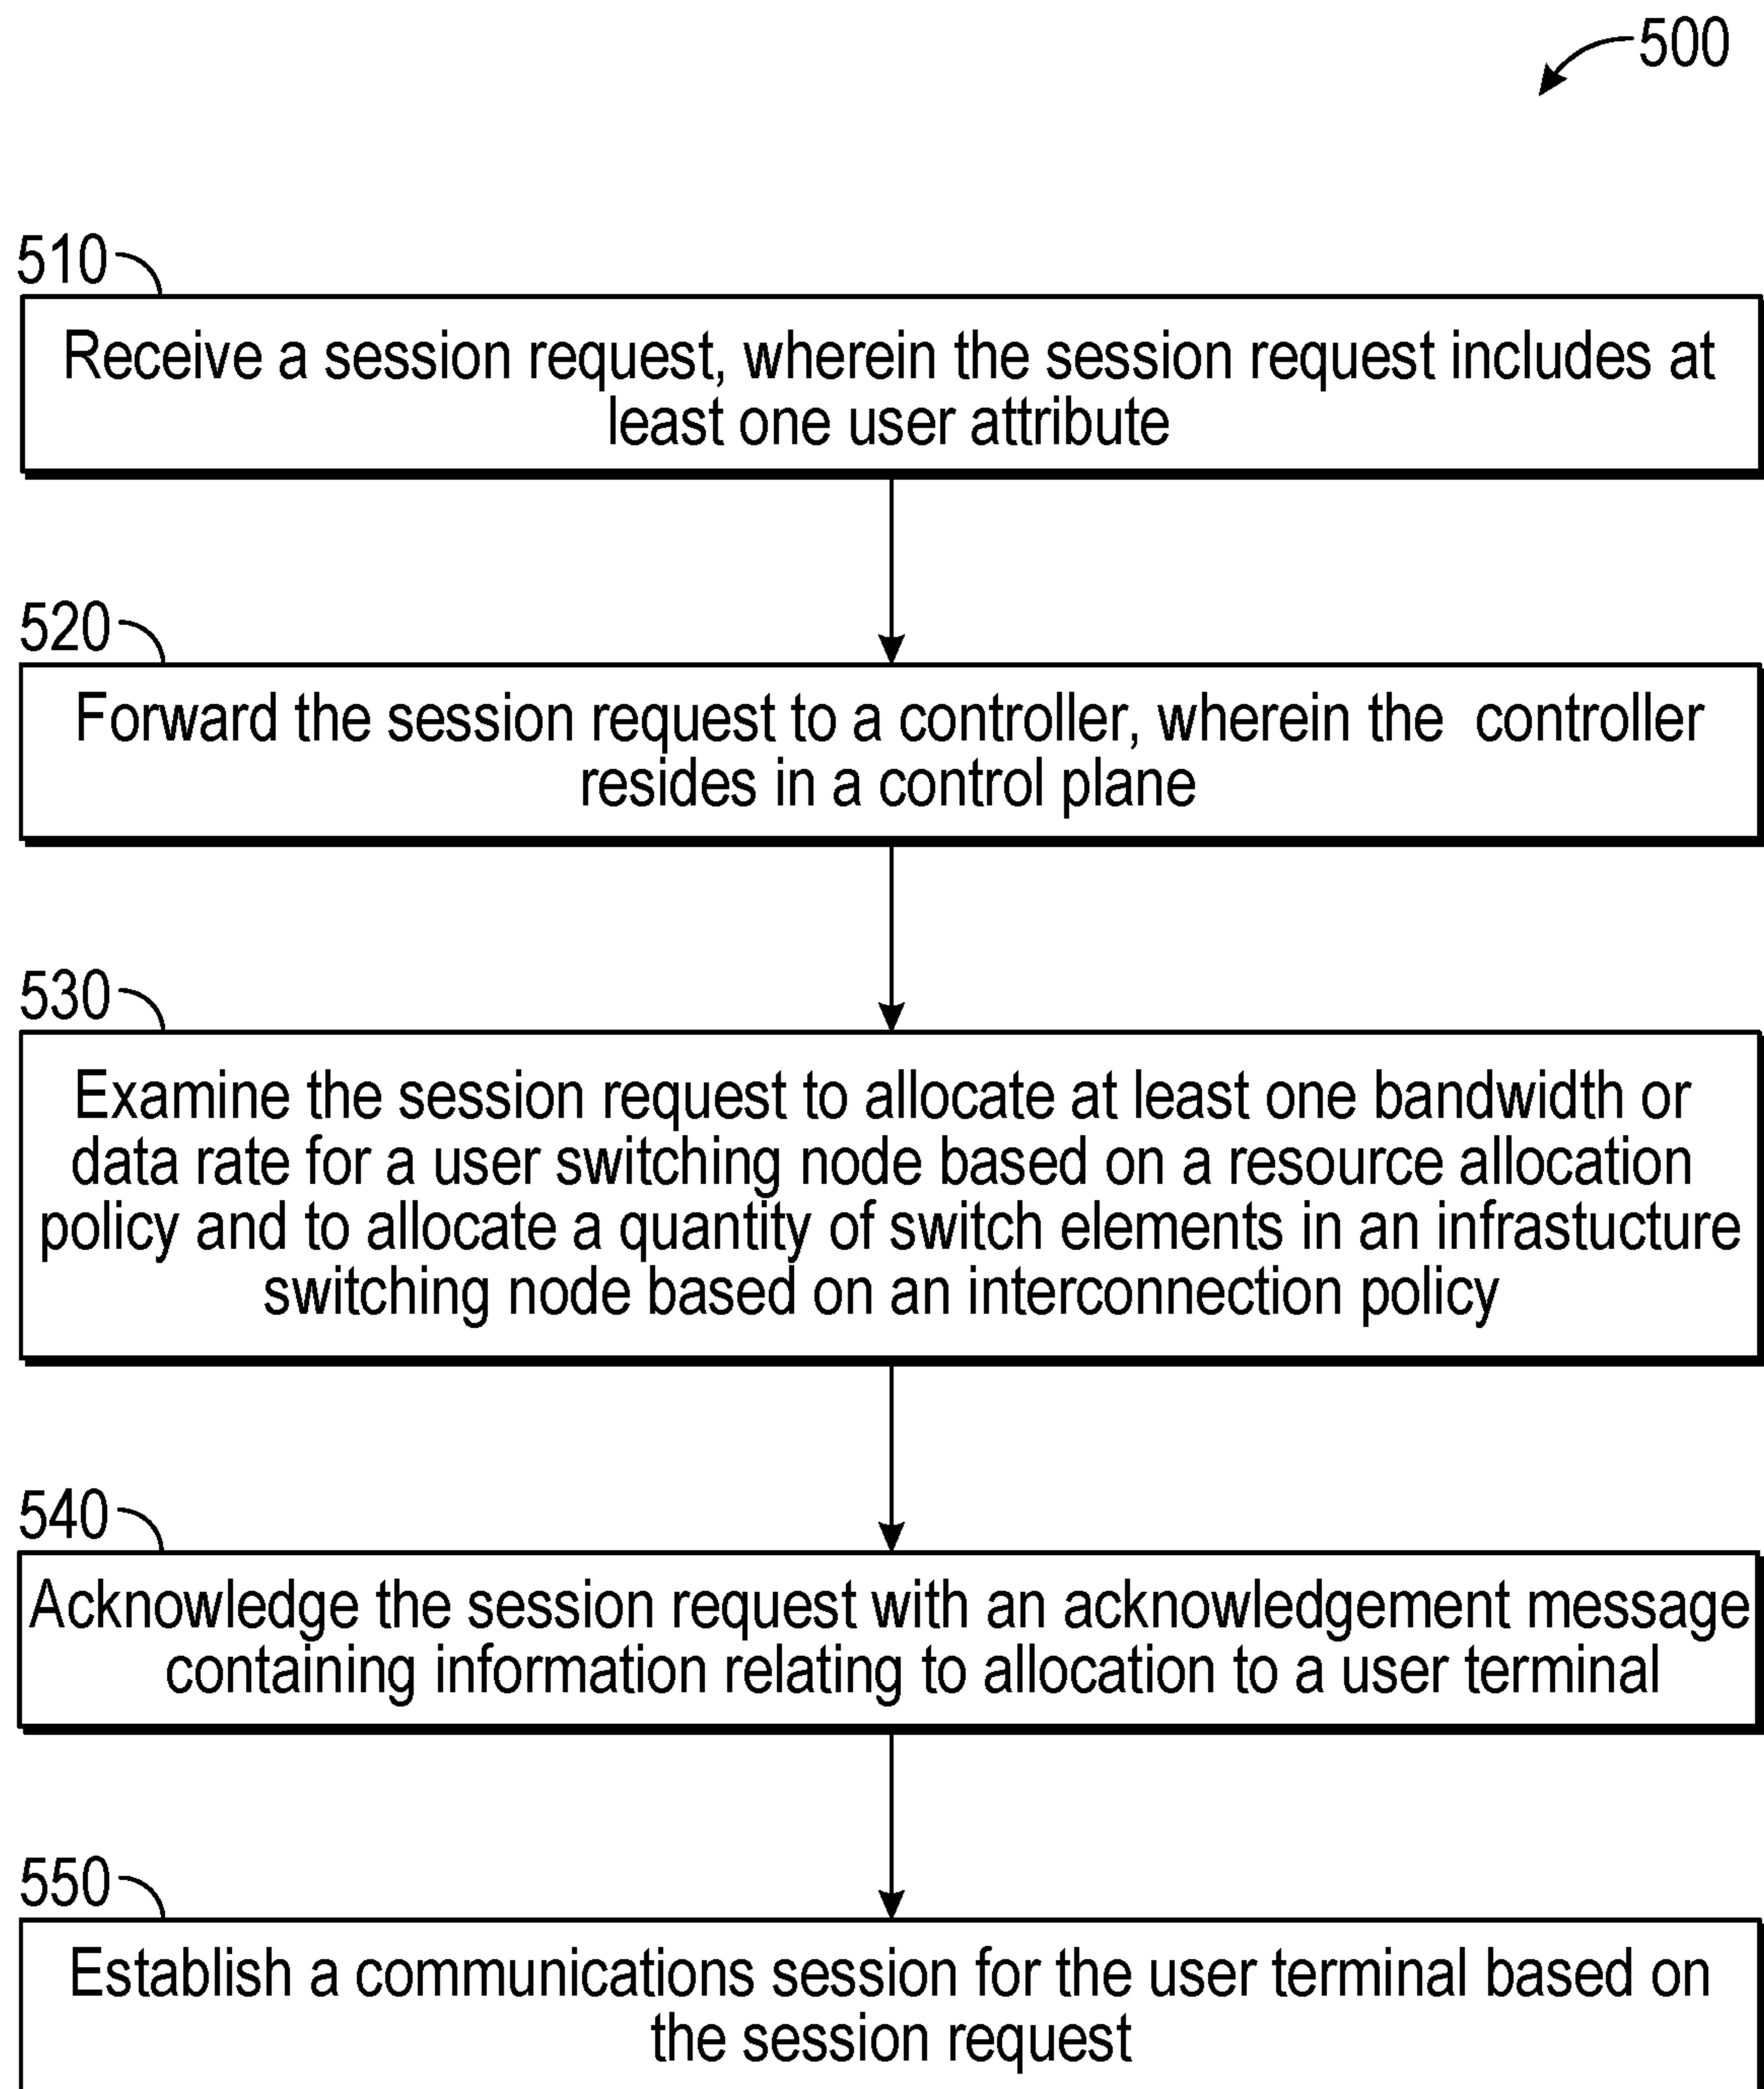 500
510
Receive a session request, wherein the session request includes at
least one user attribute
520
Forward the session request to a controller, wherein the controller
resides in a control plane
530
Examine the session request to allocate at least one bandwidth or
data rate for a user switching node based on a resource allocation
policy and to allocate a quantity of switch elements in an infrastucture
switching node based on an interconnection policy
540
Acknowledge the session request with an acknowledgement message
containing information relating to allocation to a user terminal
550
Establish a communications session for the user terminal based on
the session request